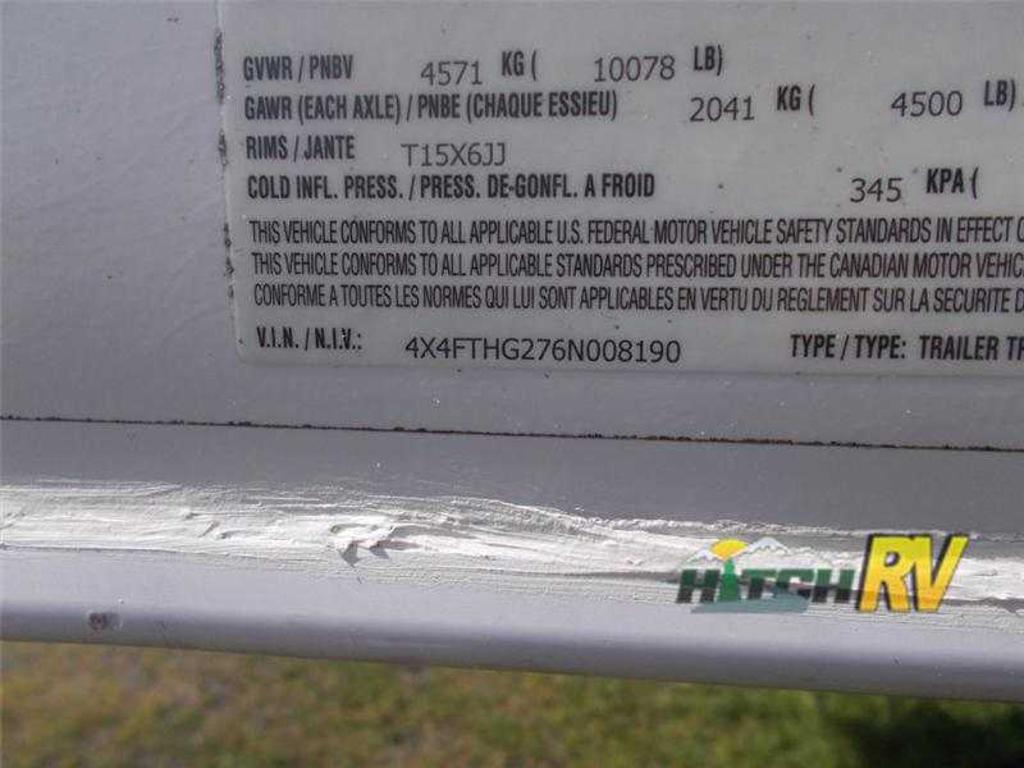 GVWR / PNBV 4571 KG ( 10078 LB)
GAWR (EACH AXLE) / PNBE (CHAQUE ESSIEU) 2041 KG ( 4500 LB)
RIMS / JANTE T15X6JJ
COLD INFL. PRESS. / PRESS. DE-GONFL. A FROID 345 KPA (
THIS VEHICLE CONFORMS TO ALL APPLICABLE U.S. FEDERAL MOTOR VEHICLE SAFETY STANDARDS IN EFFECT
THIS VEHICLE CONFORMS TO ALL APPLICABLE STANDARDS PRESCRIBED UNDER THE CANADIAN MOTOR VEHIC
CONFORME A TOUTES LES NORMES QUI LUI SONT APPLICABLES EN VERTU DU REGLEMENT SUR LA SECURITE D
V.I.N. / N.I.V.: 4X4FTHG276N008190 TYPE / TYPE: TRAILER TR
HITCH RV